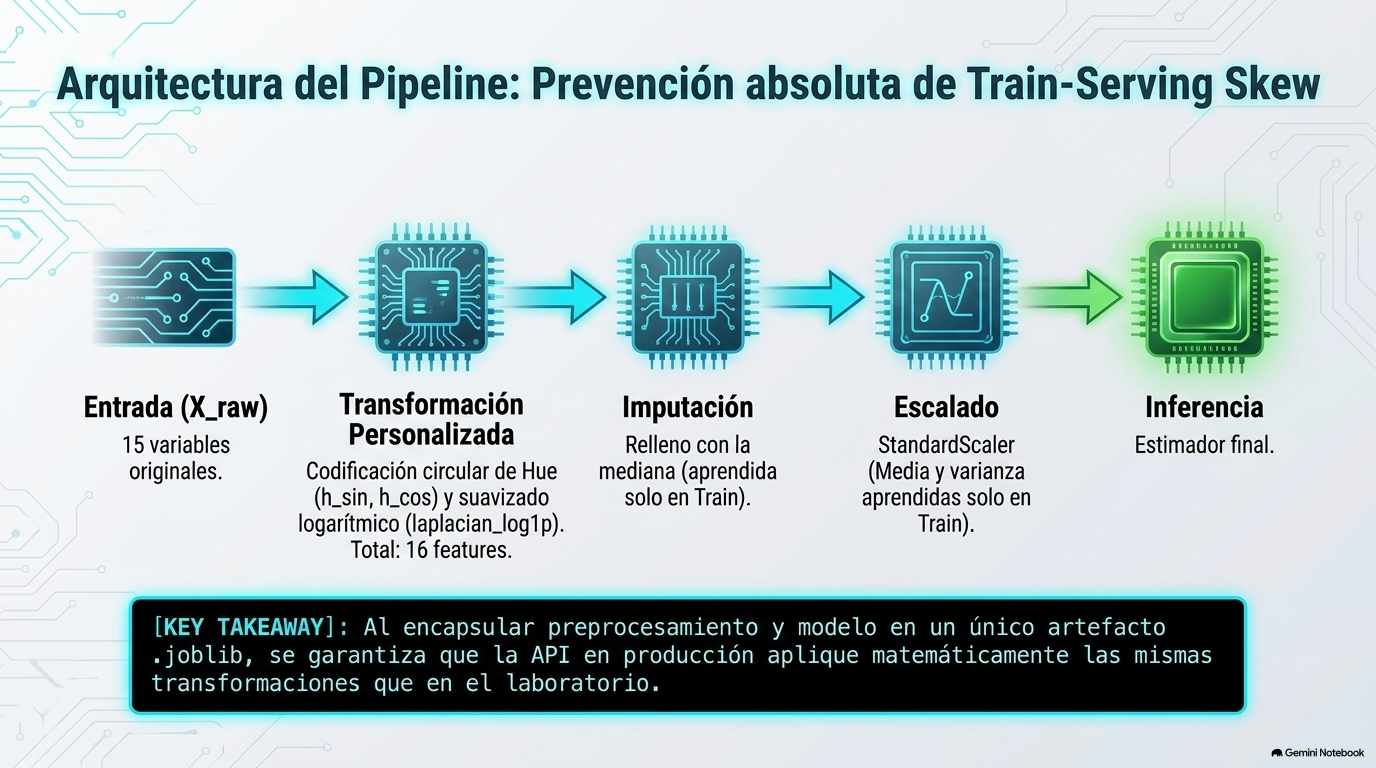 Arquitectura del Pipeline: Prevención absoluta de Train-Serving Skew
Entrada (X_raw)
15 variables
originales.
Transformación
Personalizada
Codificación circular de Hue
(h_sin, h_cos) y suavizado
logarítmico (laplacian_log1p).
Total: 16 features.
Imputación
Relleno con la
mediana (aprendida
solo en Train).
Escalado
StandardScaler
(Media y varianza
aprendidas solo en
Train).
Inferencia
Estimador final.
[KEY TAKEAWAY]: Al encapsular preprocesamiento y modelo en un único artefacto
.joblib, se garantiza que la API en producción aplique matemáticamente las mismas
transformaciones que en el laboratorio.
Gemini Notebook